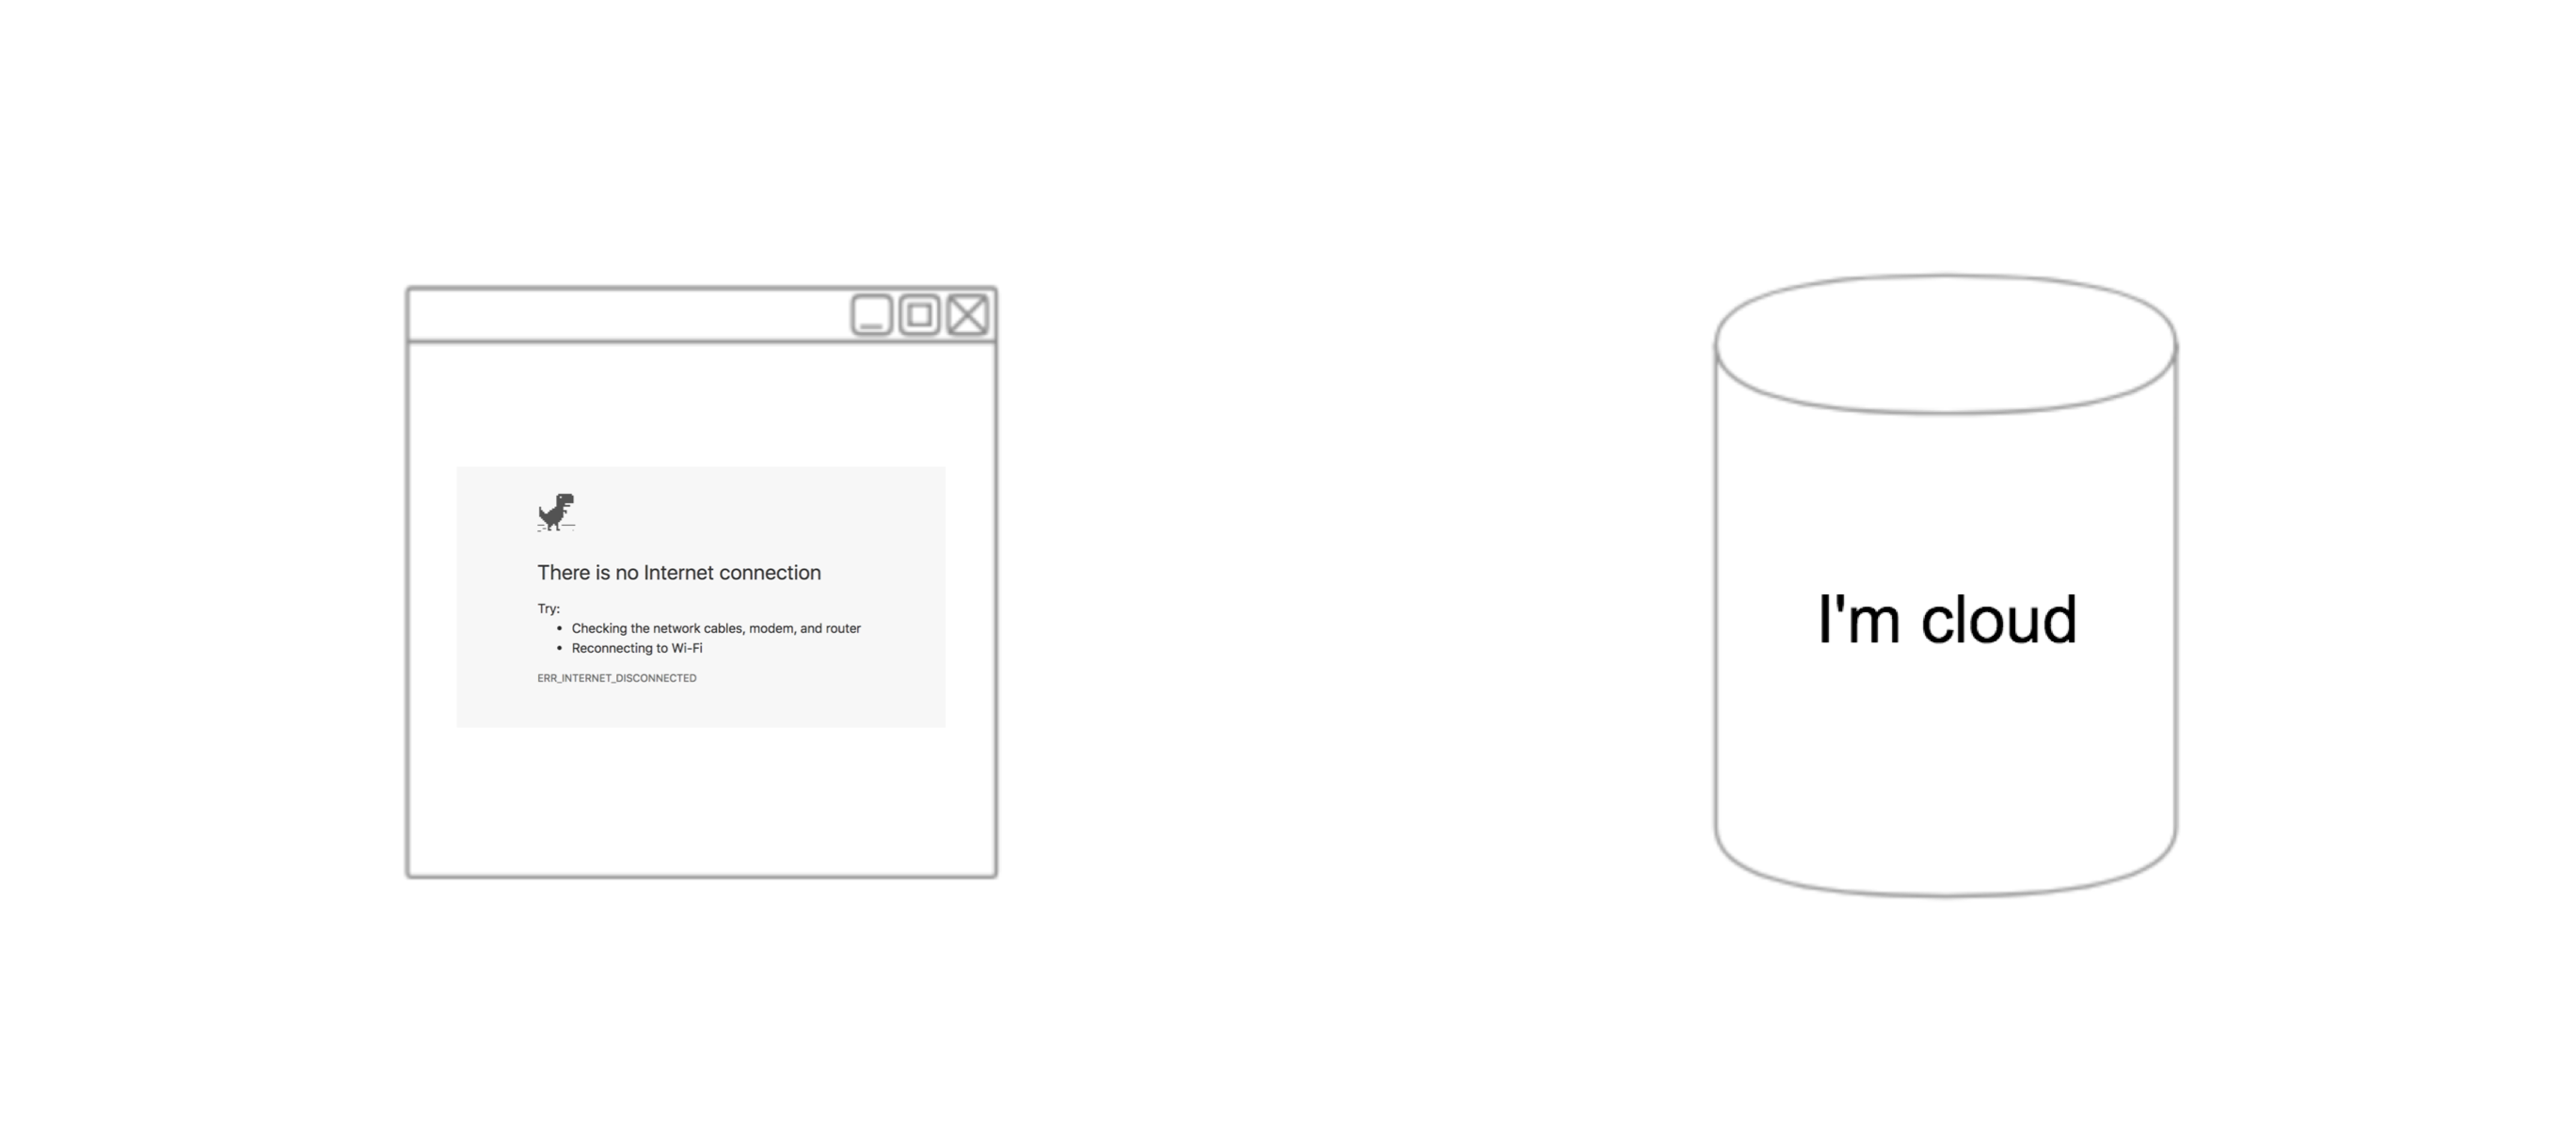 There is no Internet connection
Try:
• Checking the network cables, modem, and router
• Reconnecting to Wi-Fi
ERR_INTERNET_DISCONNECTED
I'm cloud